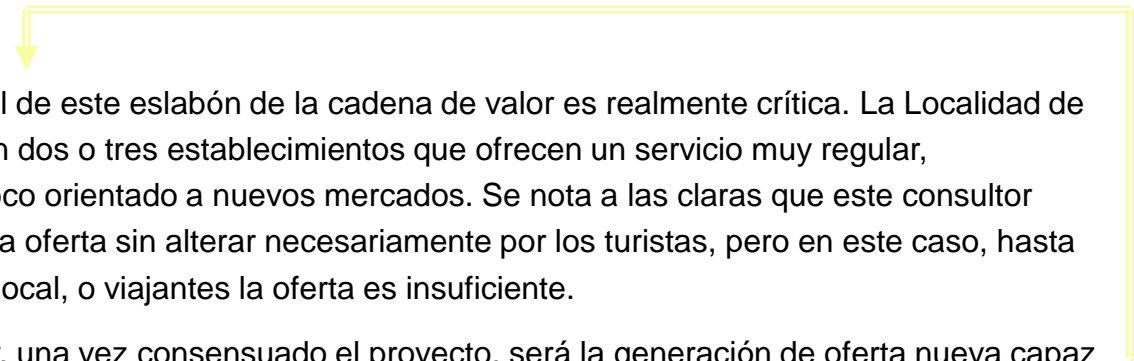 l de este eslabón de la cadena de valor es realmente crítica. La Localidad de
n dos o tres establecimientos que ofrecen un servicio muy regular,
oco orientado a nuevos mercados. Se nota a las claras que este consultor
a oferta sin alterar necesariamente por los turistas, pero en este caso, hasta
ocal, o viajantes la oferta es insuficiente.
, una vez consensuado el proyecto, será la generación de oferta nueva capaz